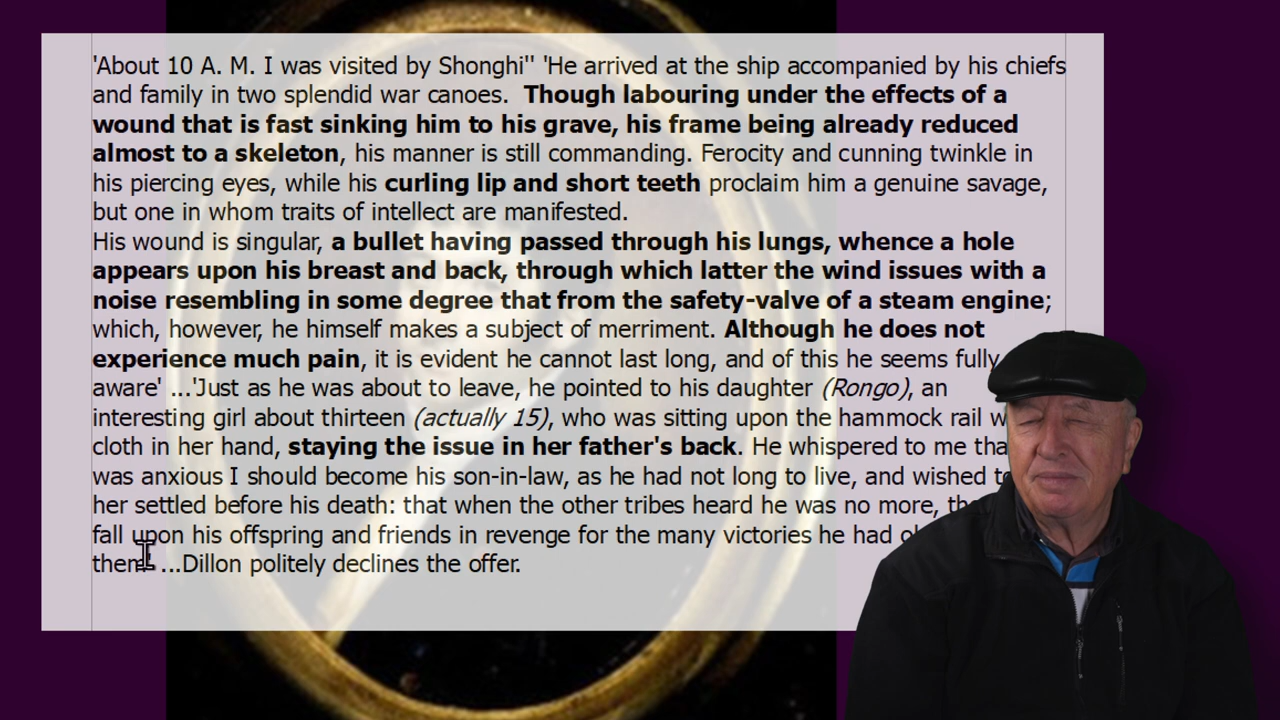 'About 10 A. M. I was visited by Shonghi'' 'He arrived at the ship accompanied by his chiefs
and family in two splendid war canoes. Though labouring under the effects of a
wound that is fast sinking him to his grave, his frame being already reduced
almost to a skeleton, his manner is still commanding. Ferocity and cunning twinkle in
his piercing eyes, while his curling lip and short teeth proclaim him a genuine savage,
but one in whom traits of intellect are manifested.
His wound is singular, a bullet having passed through his lungs, whence a hole
appears upon his breast and back, through which latter the wind issues with a
noise resembling in some degree that from the safety-valve of a steam engine;
which, however, he himself makes a subject of merriment. Although he does not
experience much pain, it is evident he cannot last long, and of this he seems fully
aware' ...'Just as he was about to leave, he pointed to his daughter (Rongo), an
interesting girl about thirteen (actually 15), who was sitting upon the hammock rail
cloth in her hand, staying the issue in her father's back. He whispered to me
was anxious I should become his son-in-law, as he had not long to live, and wished
her settled before his death: that when the other tribes heard he was no more,
fall upon his offspring and friends in revenge for the many victories he had
them' ...Dillon politely declines the offer.